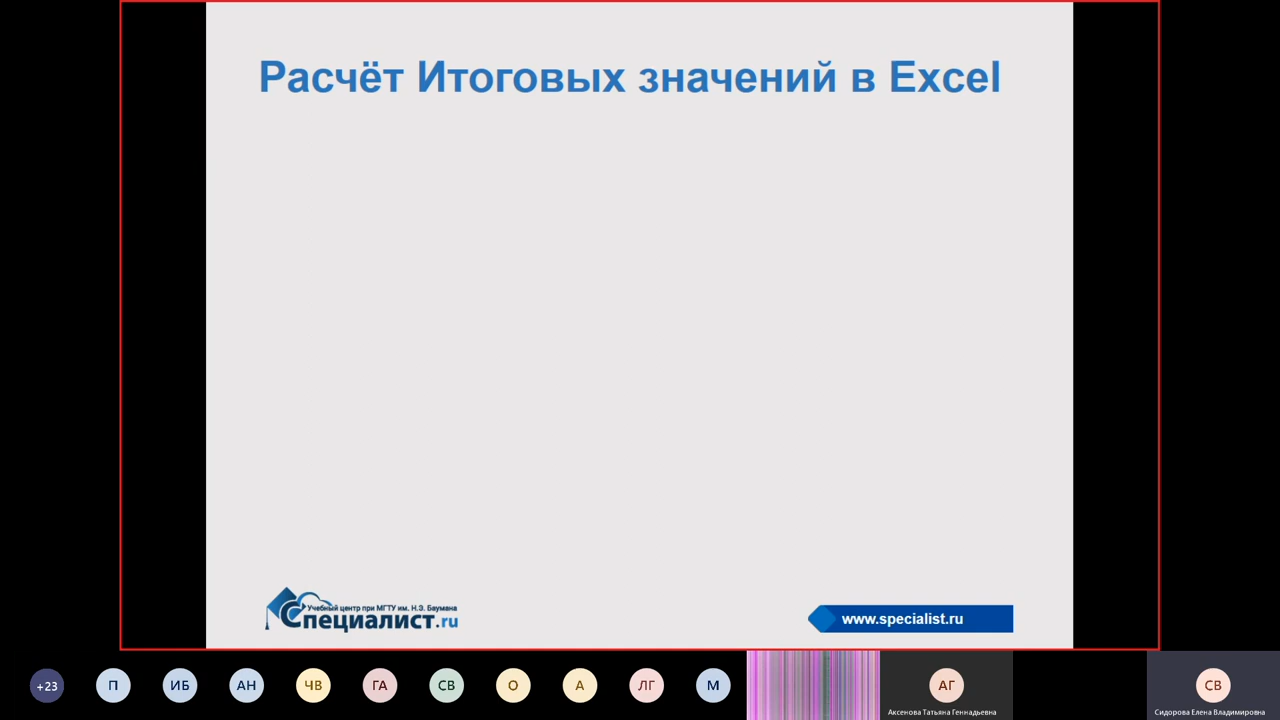 Расчёт Итоговых значений в Excel
Учебный центр при МГТУ им. Н.Э. Баумана
Специалист.ru
www.specialist.ru
+23
П
ИБ
АН
ЧВ
ГА
СВ
О
А
ЛГ
М
АГ
СВ
Аксенова Татьяна Геннадьевна
Сидорова Елена Владимировна